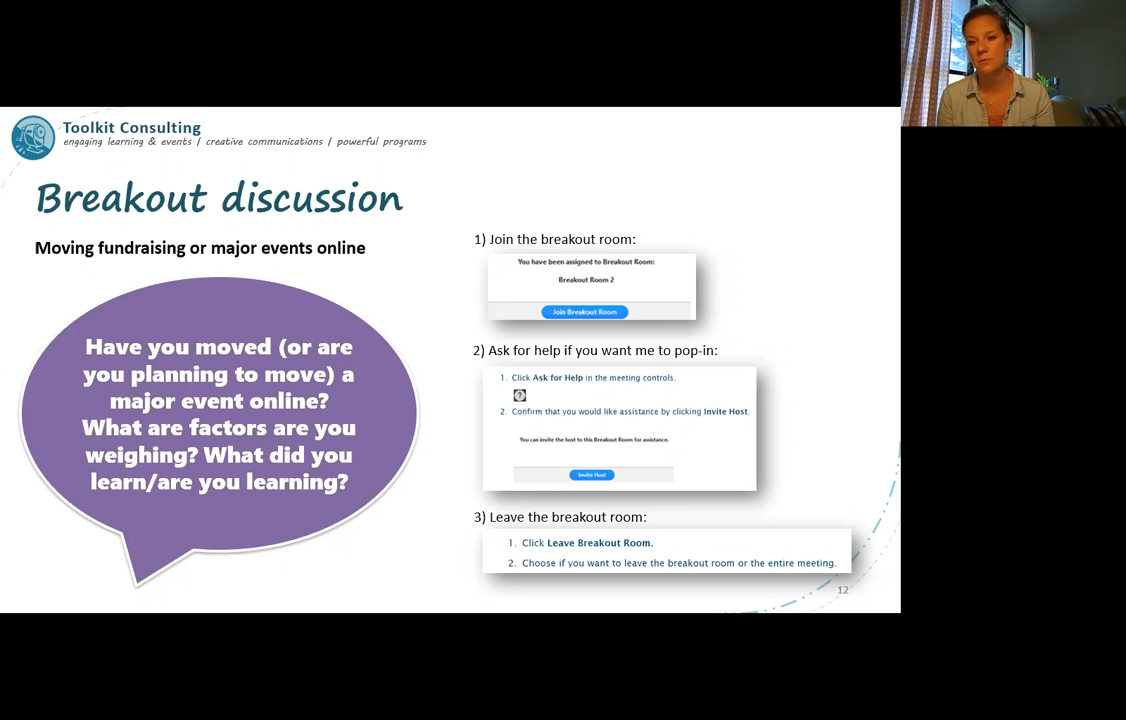 Toolkit Consulting
engaging learning & events / creative communications / powerful programs
Breakout discussion
Moving fundraising or major events online
Have you moved (or are
you planning to move) a
major event online?
What are factors are you
weighing? What did you
learn/are you learning?
1) Join the breakout room:
You have been assigned to Breakout Room:
Breakout Room 2
Join Breakout Room
2) Ask for help if you want me to pop-in:
1. Click Ask for Help in the meeting controls.
?
2. Confirm that you would like assistance by clicking Invite Host.
You can invite the host to this Breakout Room for assistance.
Invite Host
3) Leave the breakout room:
1. Click Leave Breakout Room.
2. Choose if you want to leave the breakout room or the entire meeting.
12